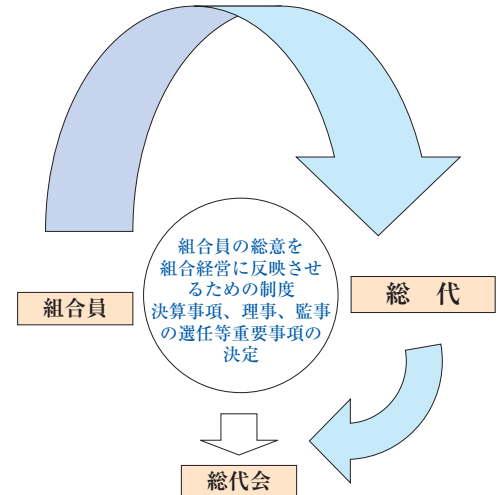 組合員の総意を
組合経営に反映させ
るための制度
決算事項、理事、監事
の選任等重要事項の
決定
組合員
総 代
総代会